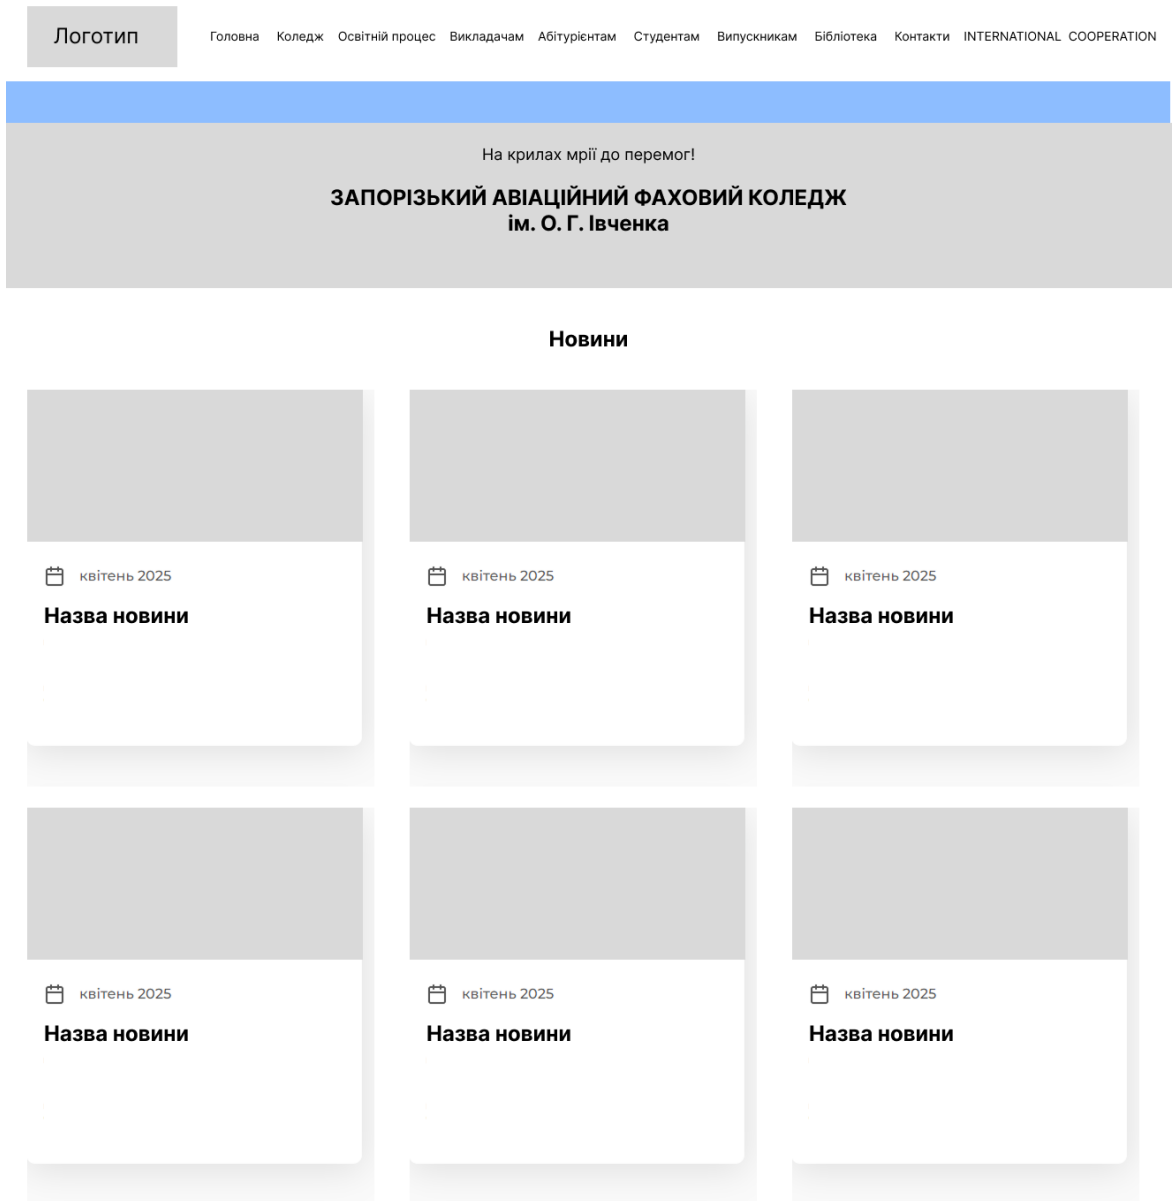 Логотип
Головна Коледж Освітній процес Викладачам Абітурієнтам Студентам Випускникам Бібліотека Контакти INTERNATIONAL COOPERATION
На крилах мрії до перемог!
ЗАПОРІЗЬКИЙ АВІАЦІЙНИЙ ФАХОВИЙ КОЛЕДЖ
ім. О. Г. Івченка
Новини
квітень 2025
Назва новини
квітень 2025
Назва новини
квітень 2025
Назва новини
квітень 2025
Назва новини
квітень 2025
Назва новини
квітень 2025
Назва новини